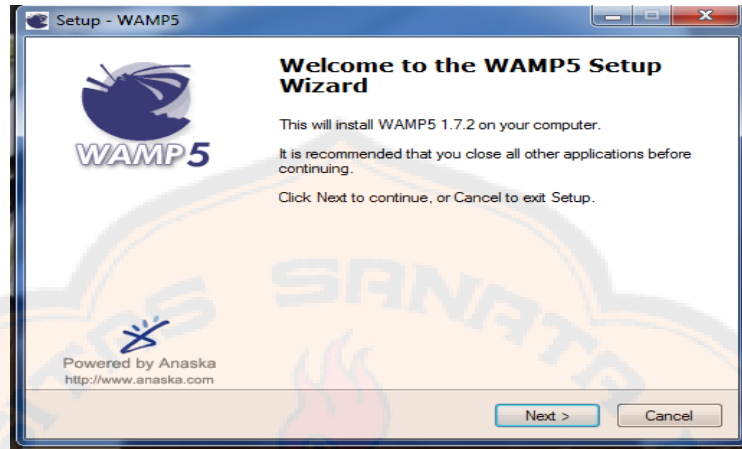 Setup - WAMP5
Welcome to the WAMP5 Setup
Wizard
This will install WAMP5 1.7.2 on your computer.
It is recommended that you close all other applications before
continuing.
Click Next to continue, or Cancel to exit Setup.
WAMP5
SANATA
ITAS
Powered by Anaska
http://www.anaska.com
Next >
Cancel